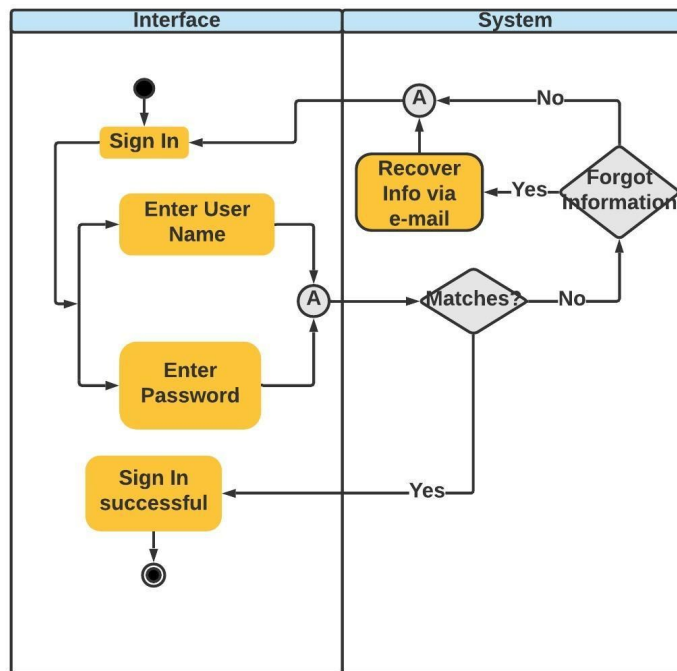 Interface
System
A
No
Sign In
Recover
Info via
e-mail
Yes
Forgot
Information
Enter User
Name
A
Matches?
No
Enter
Password
Sign In
successful
Yes